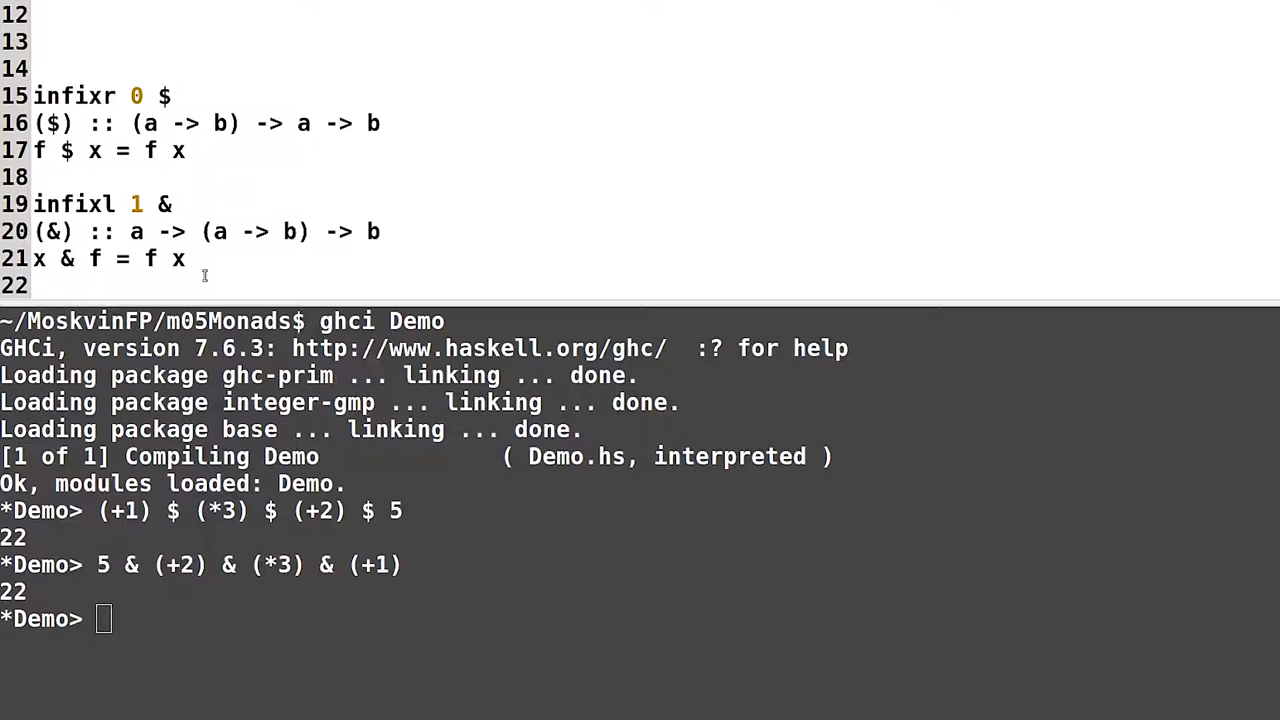 12
13
14
15 infixr 0 $
16 ($) :: (a -> b) -> a -> b
17 f $ x = f x
18
19 infixl 1 &
20 (&) :: a -> (a -> b) -> b
21 x & f = f x
22
~/MoskvinFP/m05Monads$ ghci Demo
GHCi, version 7.6.3: http://www.haskell.org/ghc/  :? for help
Loading package ghc-prim ... linking ... done.
Loading package integer-gmp ... linking ... done.
Loading package base ... linking ... done.
[1 of 1] Compiling Demo             ( Demo.hs, interpreted )
Ok, modules loaded: Demo.
*Demo> (+1) $ (*3) $ (+2) $ 5
22
*Demo> 5 & (+2) & (*3) & (+1)
22
*Demo>